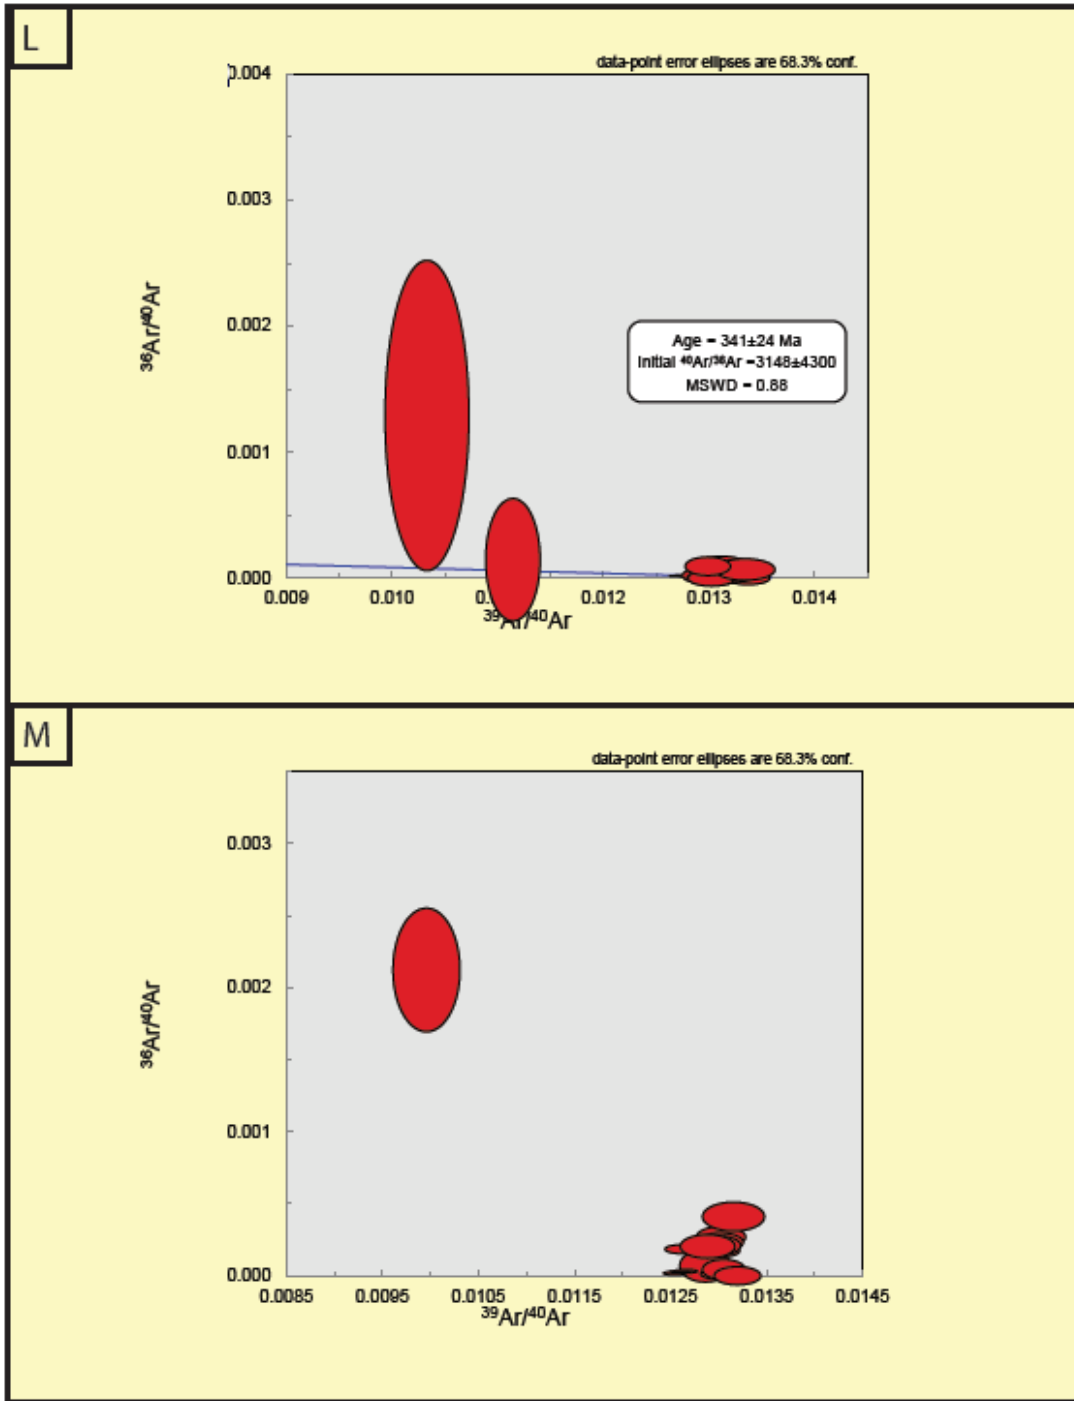 L
data-point error ellipses are 68.3% conf.
0.004
0.003
0.002
0.001
0.000
³⁶Ar/⁴⁰Ar
Age = 341±24 Ma
Initial ⁴⁰Ar/³⁶Ar =3148±4300
MSWD = 0.88
0.009 0.010 0.012 0.013 0.014
³⁹Ar/⁴⁰Ar
M
data-point error ellipses are 68.3% conf.
0.003
0.002
0.001
0.000
³⁶Ar/⁴⁰Ar
0.0085 0.0095 0.0105 0.0115 0.0125 0.0135 0.0145
³⁹Ar/⁴⁰Ar